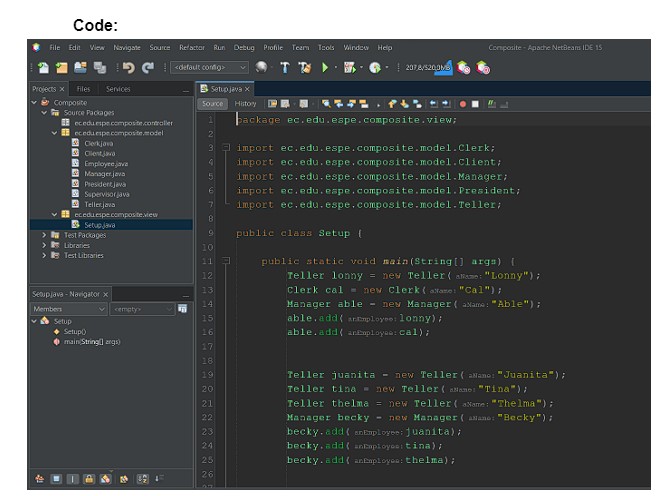 Code:
File Edit View Navigate Source Refactor Run Debug Profile Team Tools Window Help Composite - Apache NetBeans IDE 15
<default config> 207,8/520,0MB
Projects × Files Services
Setup.java ×
Composite
Source Packages
ec.edu.espe.composite.controller
ec.edu.espe.composite.model
Clerk.java
Client.java
Employee.java
Manager.java
President.java
Supervisor.java
Teller.java
ec.edu.espe.composite.view
Setup.java
Test Packages
Libraries
Test Libraries
Setup.java - Navigator ×
Members <empty>
Setup
Setup()
main(String[] args)
Source History
1 package ec.edu.espe.composite.view;
2
3 import ec.edu.espe.composite.model.Clerk;
4 import ec.edu.espe.composite.model.Client;
5 import ec.edu.espe.composite.model.Manager;
6 import ec.edu.espe.composite.model.President;
7 import ec.edu.espe.composite.model.Teller;
8
9 public class Setup {
10
11 public static void main(String[] args) {
12 Teller lonny = new Teller( aName: "Lonny");
13 Clerk cal = new Clerk( aName: "Cal");
14 Manager able = new Manager( aName: "Able");
15 able.add( anEmployee: lonny);
16 able.add( anEmployee: cal);
17
18
19 Teller juanita = new Teller( aName: "Juanita");
20 Teller tina = new Teller( aName: "Tina");
21 Teller thelma = new Teller( aName: "Thelma");
22 Manager becky = new Manager( aName: "Becky");
23 becky.add( anEmployee: juanita);
24 becky.add( anEmployee: tina);
25 becky.add( anEmployee: thelma);
26
27